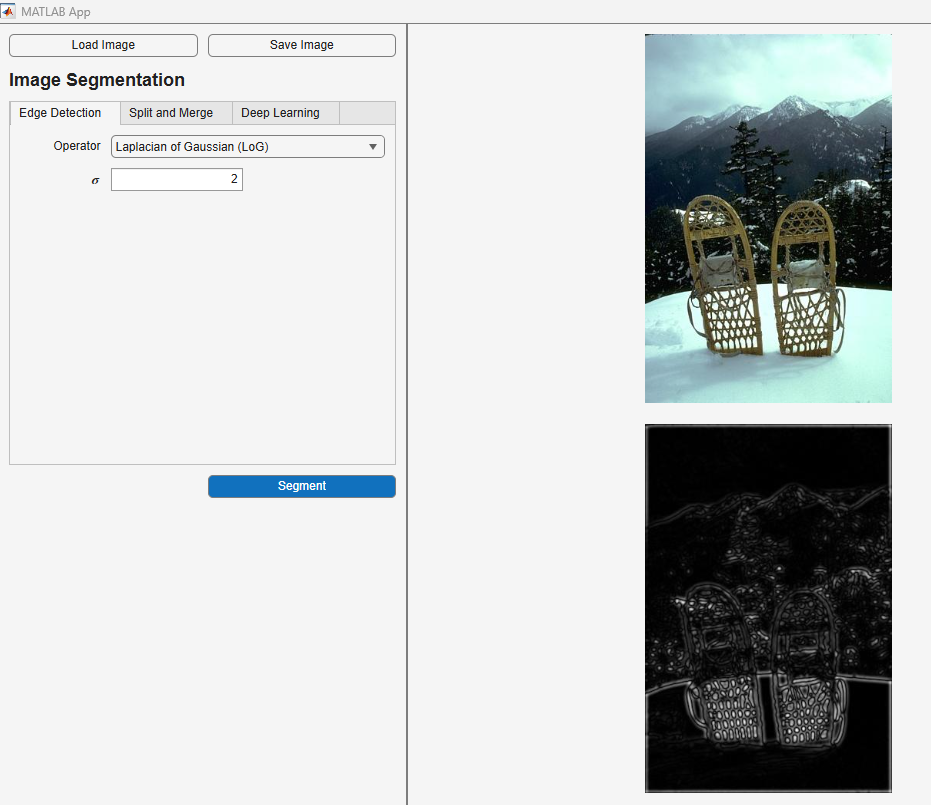 MATLAB App
Load Image
Save Image
Image Segmentation
Edge Detection
Split and Merge
Deep Learning
Operator
Laplacian of Gaussian (LoG)
σ
2
Segment